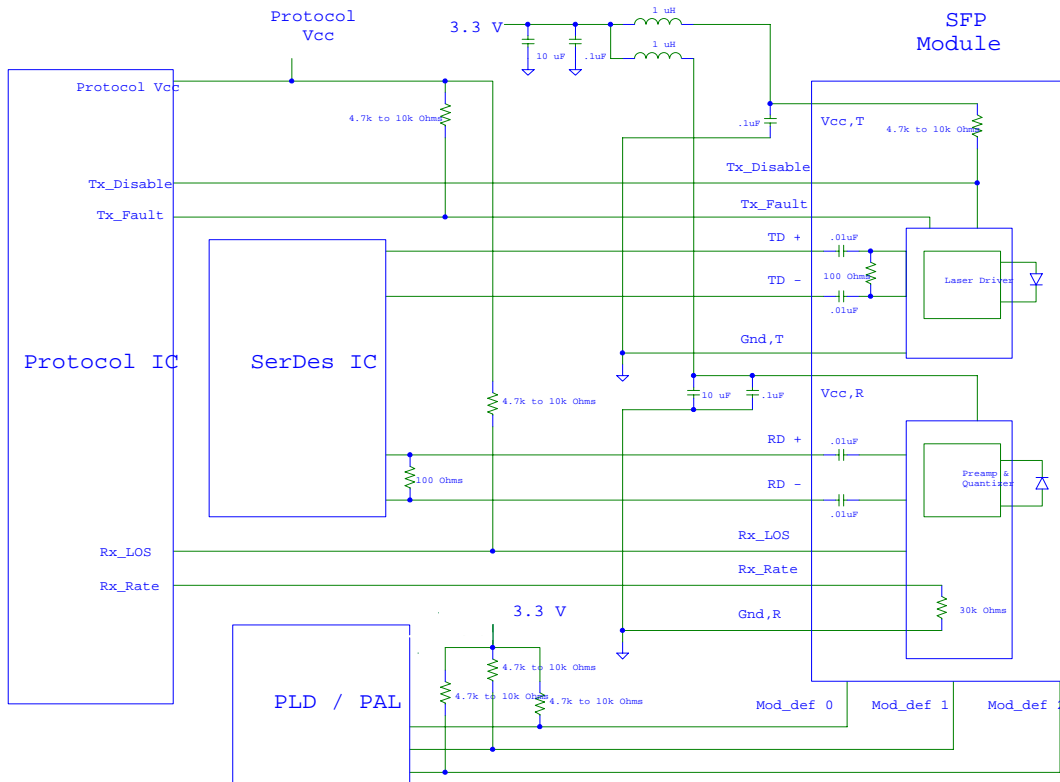 Protocol
Vcc
3.3 V
1 uH
SFP
Module
1 uH
10 uF
.1uF
Protocol Vcc
4.7k to 10k Ohms
.1uF
Vcc,T
4.7k to 10k Ohms
Tx_Disable
Tx_Disable
Tx_Fault
Tx_Fault
TD +
.01uF
TD -
100 Ohms
Laser Driver
.01uF
Gnd,T
Protocol IC
SerDes IC
4.7k to 10k Ohms
10 uF
.1uF
Vcc,R
RD +
.01uF
100 Ohms
RD -
Preamp &
Quantizer
.01uF
Rx_LOS
Rx_LOS
Rx_Rate
Rx_Rate
3.3 V
Gnd,R
30k Ohms
4.7k to 10k Ohms
4.7k to 10k Ohms
4.7k to 10k Ohms
PLD / PAL
Mod_def 0
Mod_def 1
Mod_def 2